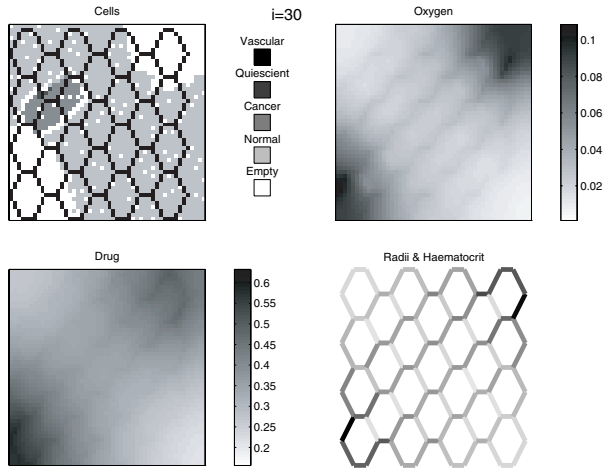 Cells
i=30
Oxygen
Vascular
Quiescient
Cancer
Normal
Empty
0.1
0.08
0.06
0.04
0.02
Drug
Radii & Haematocrit
0.6
0.55
0.5
0.45
0.4
0.35
0.3
0.25
0.2